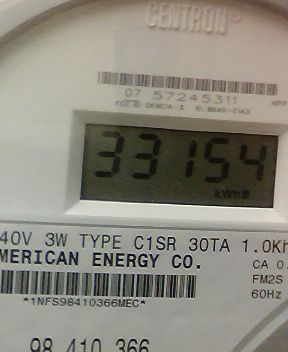 CENTRON
07 57245311
33154
kWh
40V 3W TYPE C1SR 30TA 1.0Kh
MERICAN ENERGY CO.
CA 0.
FM2S
60Hz
*1NFS98410366MEC*
98 410 366